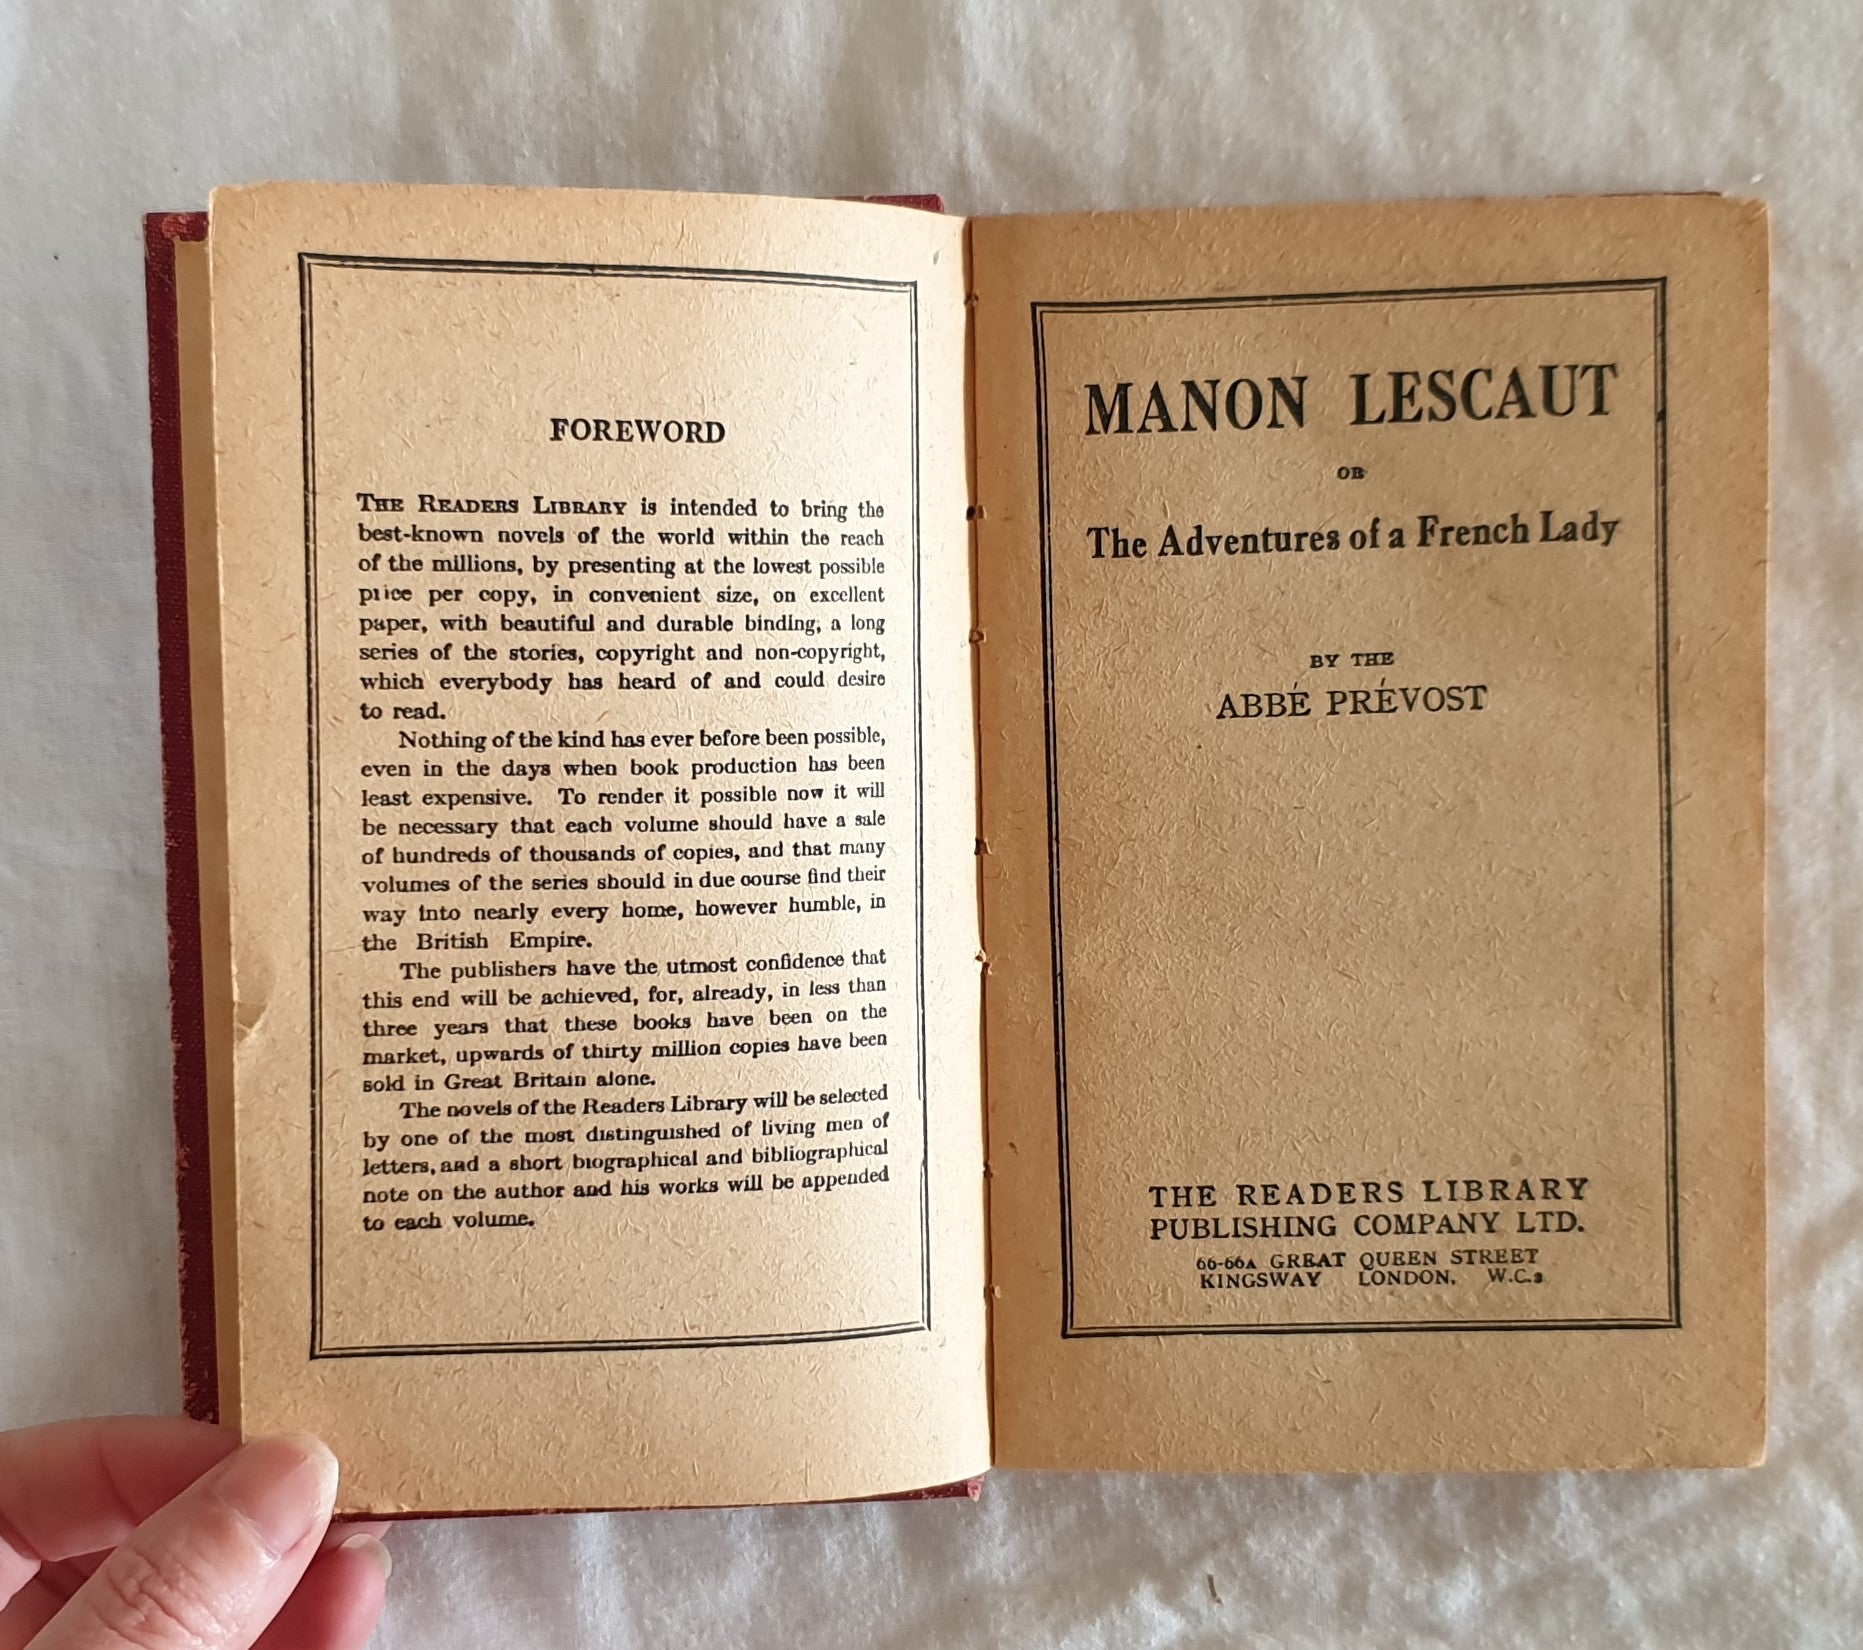 FOREWORD
THE READERS LIBRARY is intended to bring the
best-known novels of the world within the reach
of the millions, by presenting at the lowest possible
price per copy, in convenient size, on excellent
paper, with beautiful and durable binding, a long
series of the stories, copyright and non-copyright,
which everybody has heard of and could desire
to read.
Nothing of the kind has ever before been possible,
even in the days when book production has been
least expensive. To render it possible now it will
be necessary that each volume should have a sale
of hundreds of thousands of copies, and that many
volumes of the series should in due course find their
way into nearly every home, however humble, in
the British Empire.
The publishers have the utmost confidence that
this end will be achieved, for, already, in less than
three years that these books have been on the
market, upwards of thirty million copies have been
sold in Great Britain alone.
The novels of the Readers Library will be selected
by one of the most distinguished of living men of
letters, and a short biographical and bibliographical
note on the author and his works will be appended
to each volume.
MANON LESCAUT
OR
The Adventures of a French Lady
BY THE
ABBÉ PRÉVOST
THE READERS LIBRARY
PUBLISHING COMPANY LTD.
66-66A GREAT QUEEN STREET
KINGSWAY LONDON, W.C.2